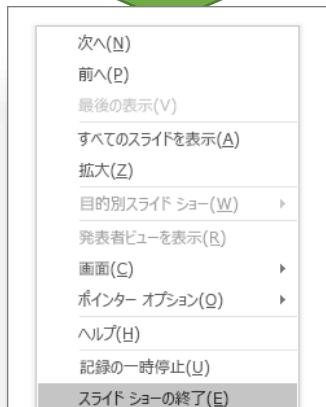 次へ(N)
前へ(P)
最後の表示(V)
すべてのスライドを表示(A)
拡大(Z)
目的別スライド ショー(W)
発表者ビューを表示(R)
画面(C)
ポインター オプション(O)
ヘルプ(H)
記録の一時停止(U)
スライド ショーの終了(E)